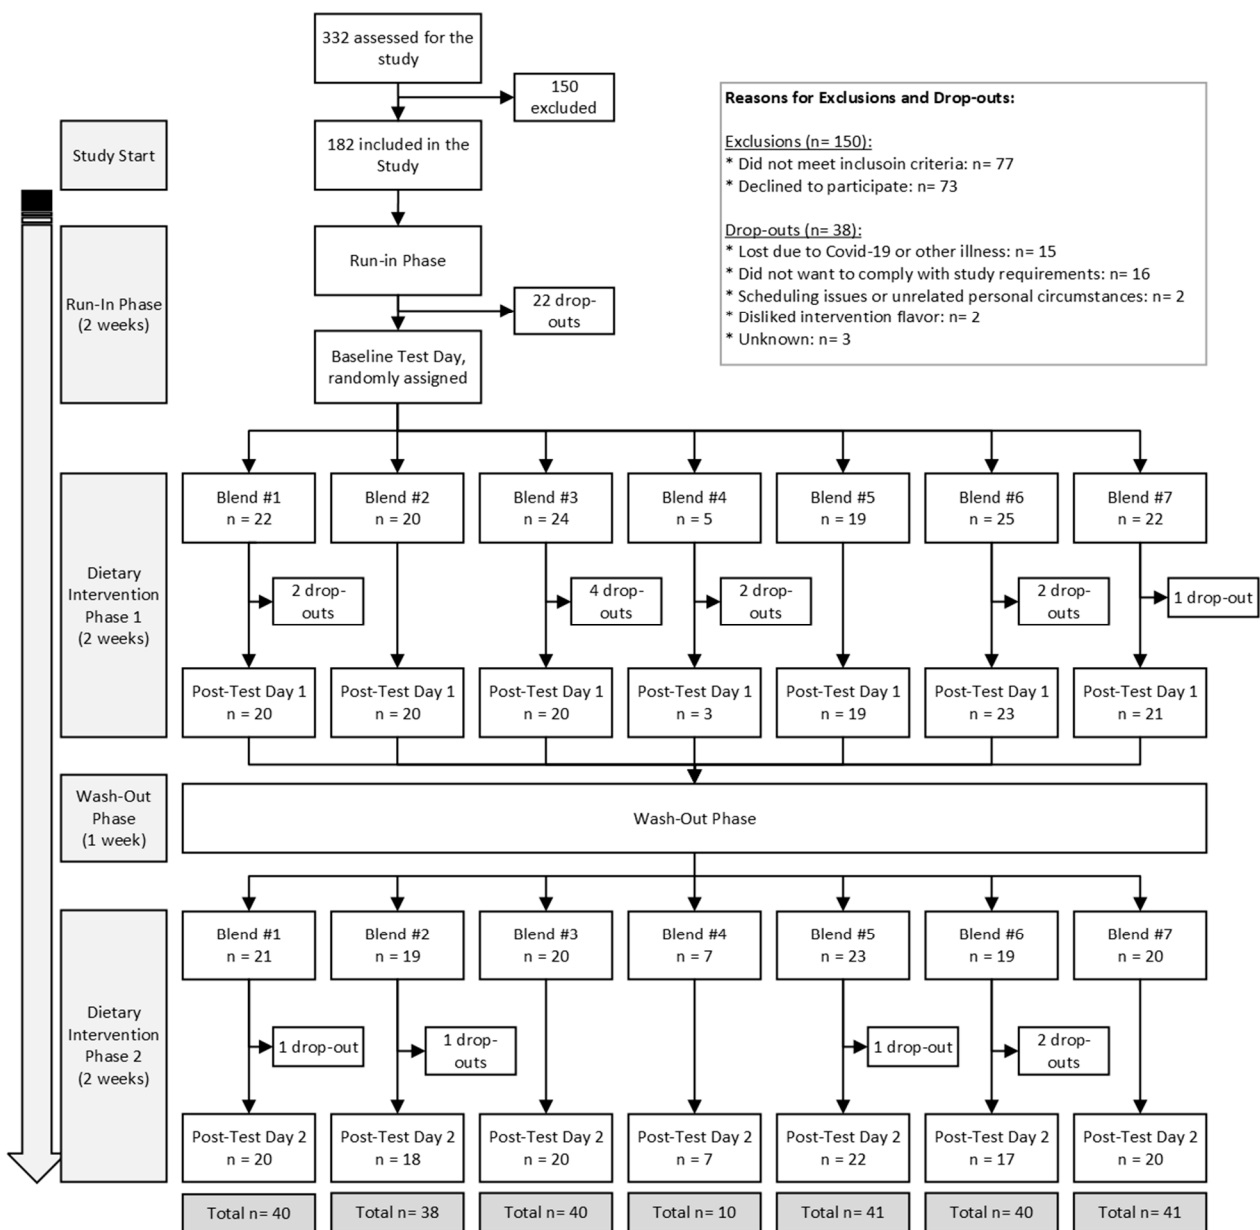 332 assessed for the
study
150
excluded
Study Start
182 included in the
Study
Reasons for Exclusions and Drop-outs:
Exclusions (n= 150):
* Did not meet inclusoin criteria: n= 77
* Declined to participate: n= 73
Drop-outs (n= 38):
* Lost due to Covid-19 or other illness: n= 15
* Did not want to comply with study requirements: n= 16
* Scheduling issues or unrelated personal circumstances: n= 2
* Disliked intervention flavor: n= 2
* Unknown: n= 3
Run-In Phase
(2 weeks)
Run-in Phase
22 drop-
outs
Baseline Test Day,
randomly assigned
Dietary
Intervention
Phase 1
(2 weeks)
Blend #1
n = 22
Blend #2
n = 20
Blend #3
n = 24
Blend #4
n = 5
Blend #5
n = 19
Blend #6
n = 25
Blend #7
n = 22
2 drop-
outs
4 drop-
outs
2 drop-
outs
2 drop-
outs
1 drop-out
Post-Test Day 1
n = 20
Post-Test Day 1
n = 20
Post-Test Day 1
n = 20
Post-Test Day 1
n = 3
Post-Test Day 1
n = 19
Post-Test Day 1
n = 23
Post-Test Day 1
n = 21
Wash-Out
Phase
(1 week)
Wash-Out Phase
Dietary
Intervention
Phase 2
(2 weeks)
Blend #1
n = 21
Blend #2
n = 19
Blend #3
n = 20
Blend #4
n = 7
Blend #5
n = 23
Blend #6
n = 19
Blend #7
n = 20
1 drop-out
1 drop-
outs
1 drop-out
2 drop-
outs
Post-Test Day 2
n = 20
Post-Test Day 2
n = 18
Post-Test Day 2
n = 20
Post-Test Day 2
n = 7
Post-Test Day 2
n = 22
Post-Test Day 2
n = 17
Post-Test Day 2
n = 20
Total n= 40
Total n= 38
Total n= 40
Total n= 10
Total n= 41
Total n= 40
Total n= 41